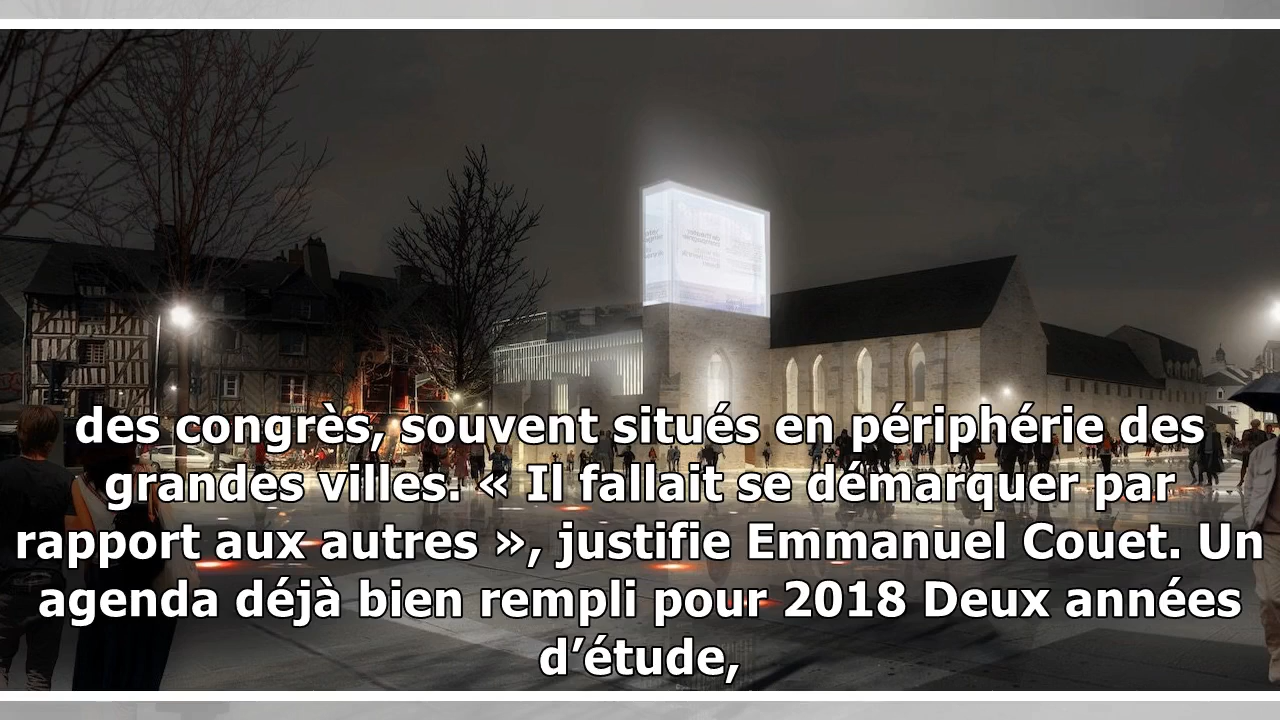 des congrès, souvent situés en périphérie des
grandes villes. « Il fallait se démarquer par
rapport aux autres », justifie Emmanuel Couet. Un
agenda déjà bien rempli pour 2018 Deux années
d’étude,